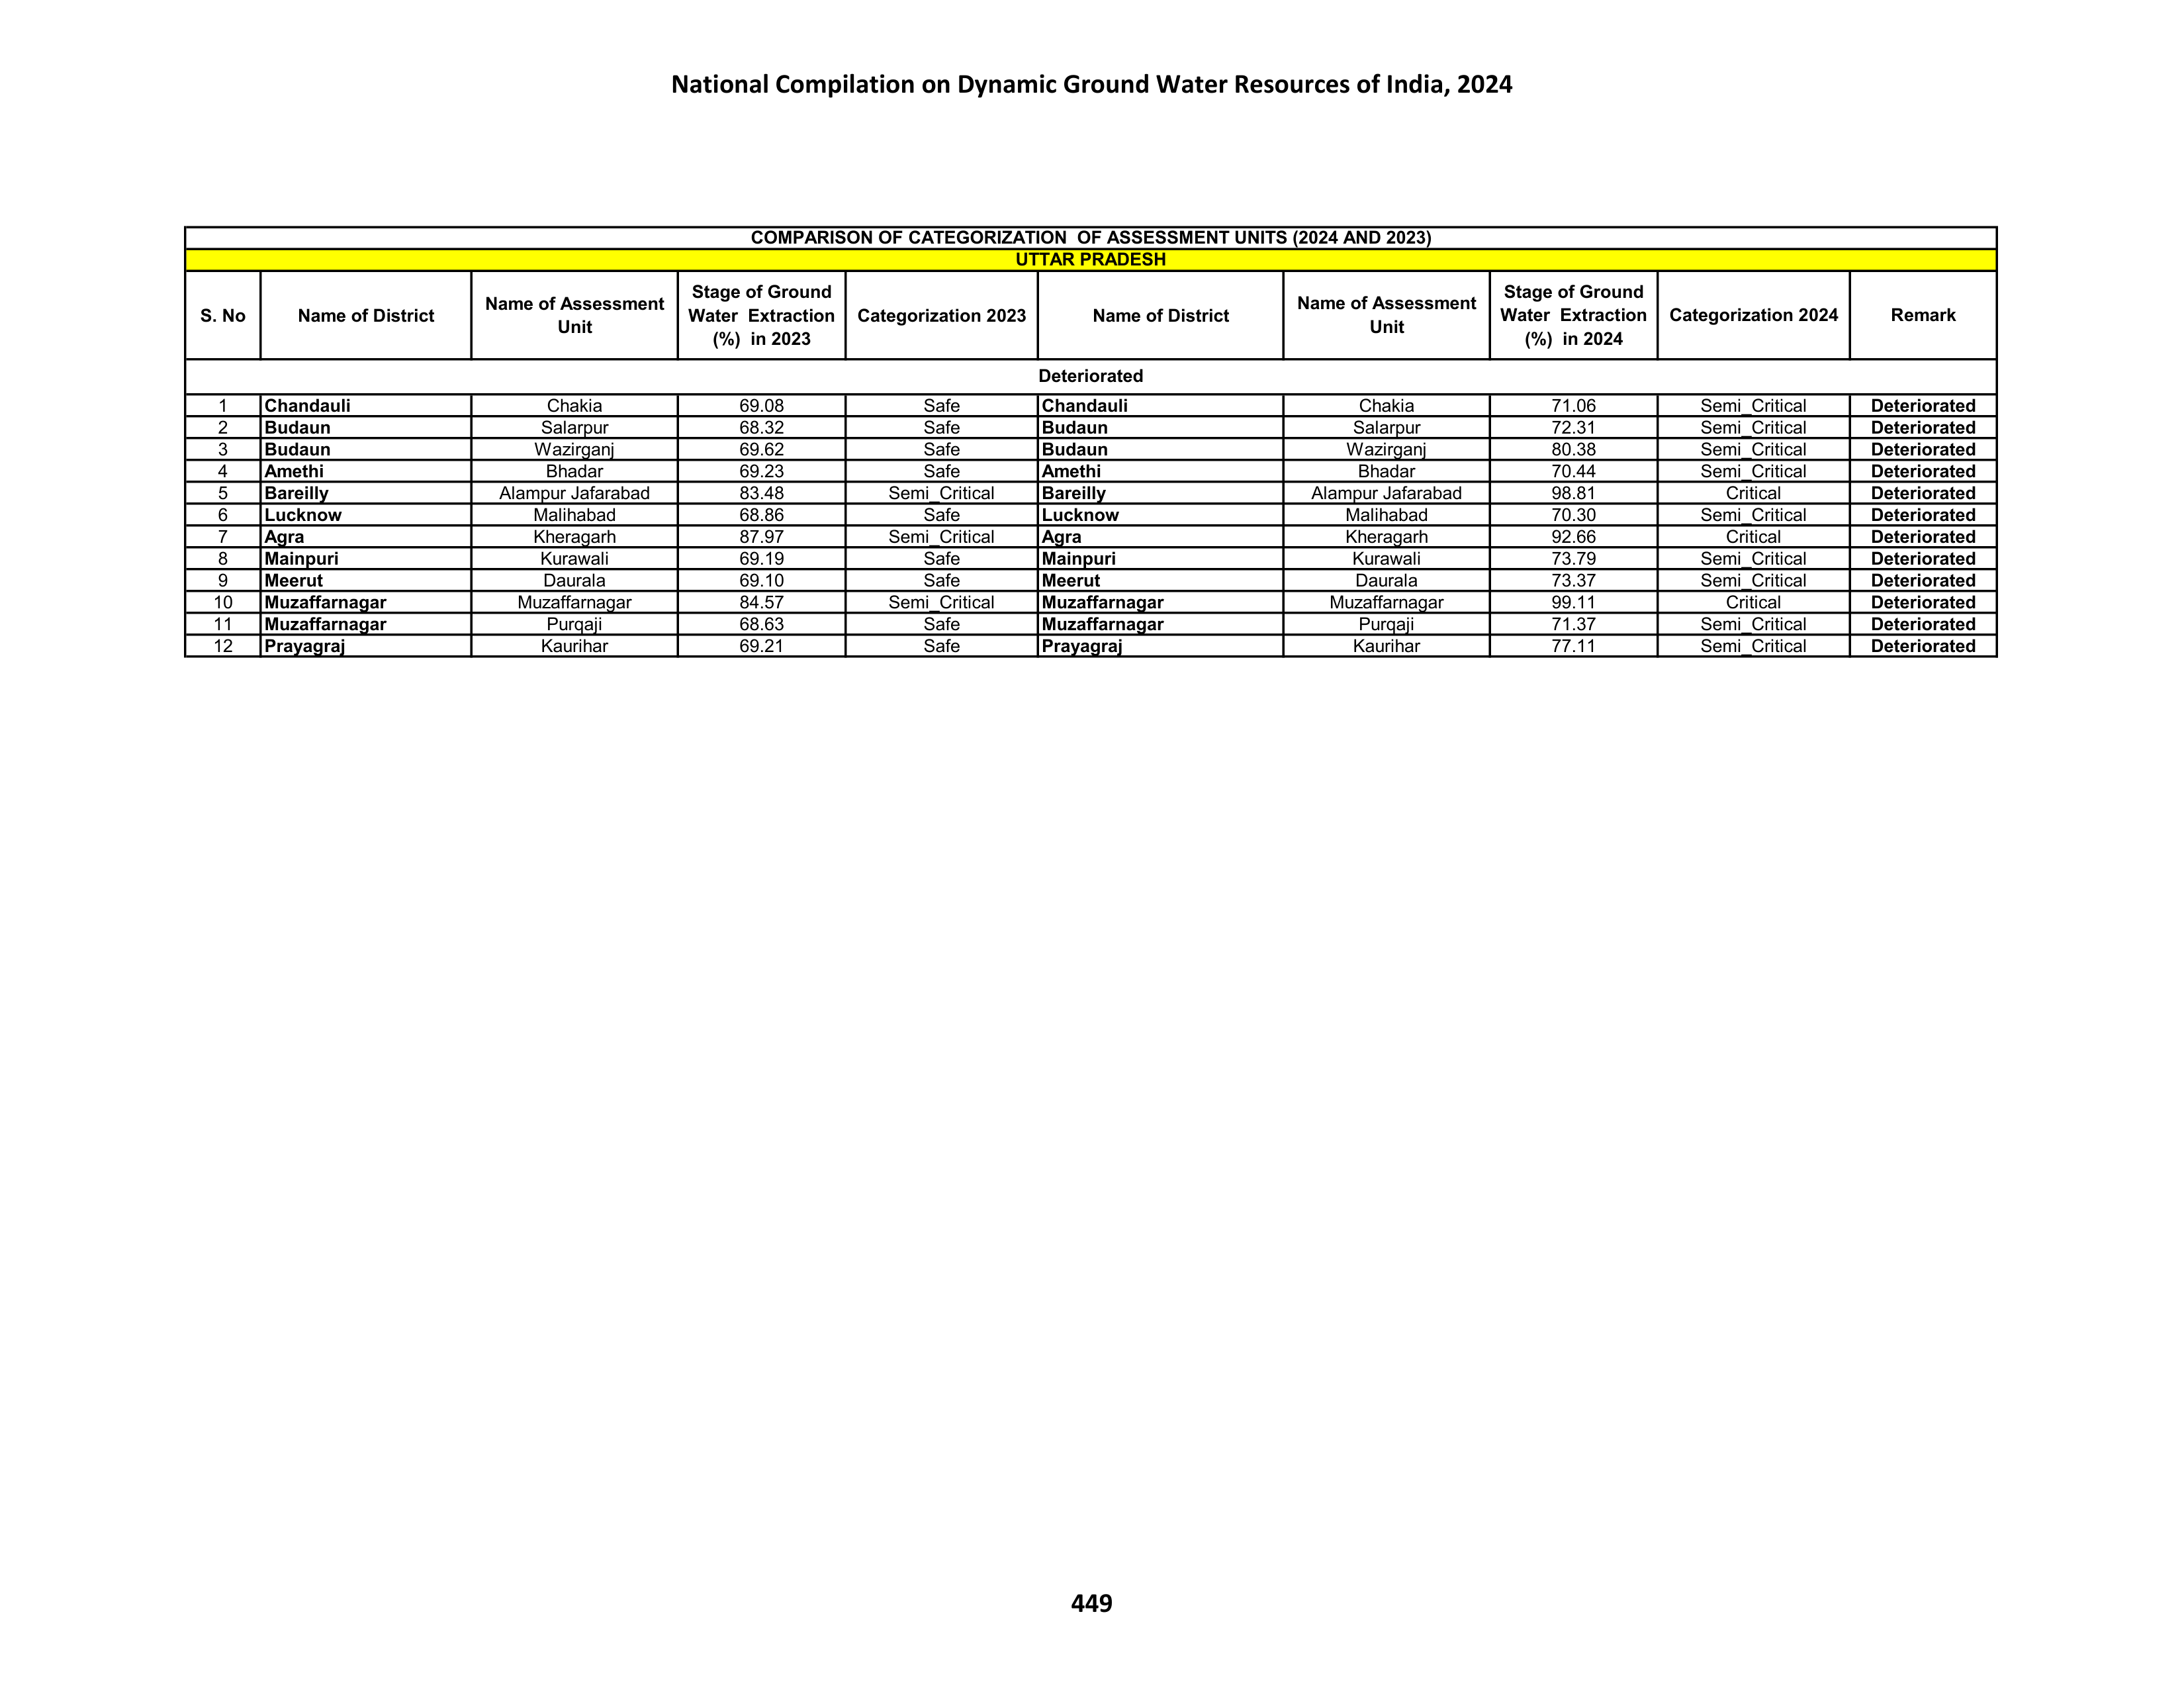 National Compilation on Dynamic Ground Water Resources of India, 2024
COMPARISON OF CATEGORIZATION OF ASSESSMENT UNITS (2024 AND 2023)
UTTAR PRADESH
S. No Name of District Name of Assessment Unit Stage of Ground Water Extraction (%) in 2023 Categorization 2023 Name of District Name of Assessment Unit Stage of Ground Water Extraction (%) in 2024 Categorization 2024 Remark
Deteriorated
1 Chandauli Chakia 69.08 Safe Chandauli Chakia 71.06 Semi_Critical Deteriorated
2 Budaun Salarpur 68.32 Safe Budaun Salarpur 72.31 Semi_Critical Deteriorated
3 Budaun Wazirganj 69.62 Safe Budaun Wazirganj 80.38 Semi_Critical Deteriorated
4 Amethi Bhadar 69.23 Safe Amethi Bhadar 70.44 Semi_Critical Deteriorated
5 Bareilly Alampur Jafarabad 83.48 Semi_Critical Bareilly Alampur Jafarabad 98.81 Critical Deteriorated
6 Lucknow Malihabad 68.86 Safe Lucknow Malihabad 70.30 Semi_Critical Deteriorated
7 Agra Kheragarh 87.97 Semi_Critical Agra Kheragarh 92.66 Critical Deteriorated
8 Mainpuri Kurawali 69.19 Safe Mainpuri Kurawali 73.79 Semi_Critical Deteriorated
9 Meerut Daurala 69.10 Safe Meerut Daurala 73.37 Semi_Critical Deteriorated
10 Muzaffarnagar Muzaffarnagar 84.57 Semi_Critical Muzaffarnagar Muzaffarnagar 99.11 Critical Deteriorated
11 Muzaffarnagar Purqaji 68.63 Safe Muzaffarnagar Purqaji 71.37 Semi_Critical Deteriorated
12 Prayagraj Kaurihar 69.21 Safe Prayagraj Kaurihar 77.11 Semi_Critical Deteriorated
449